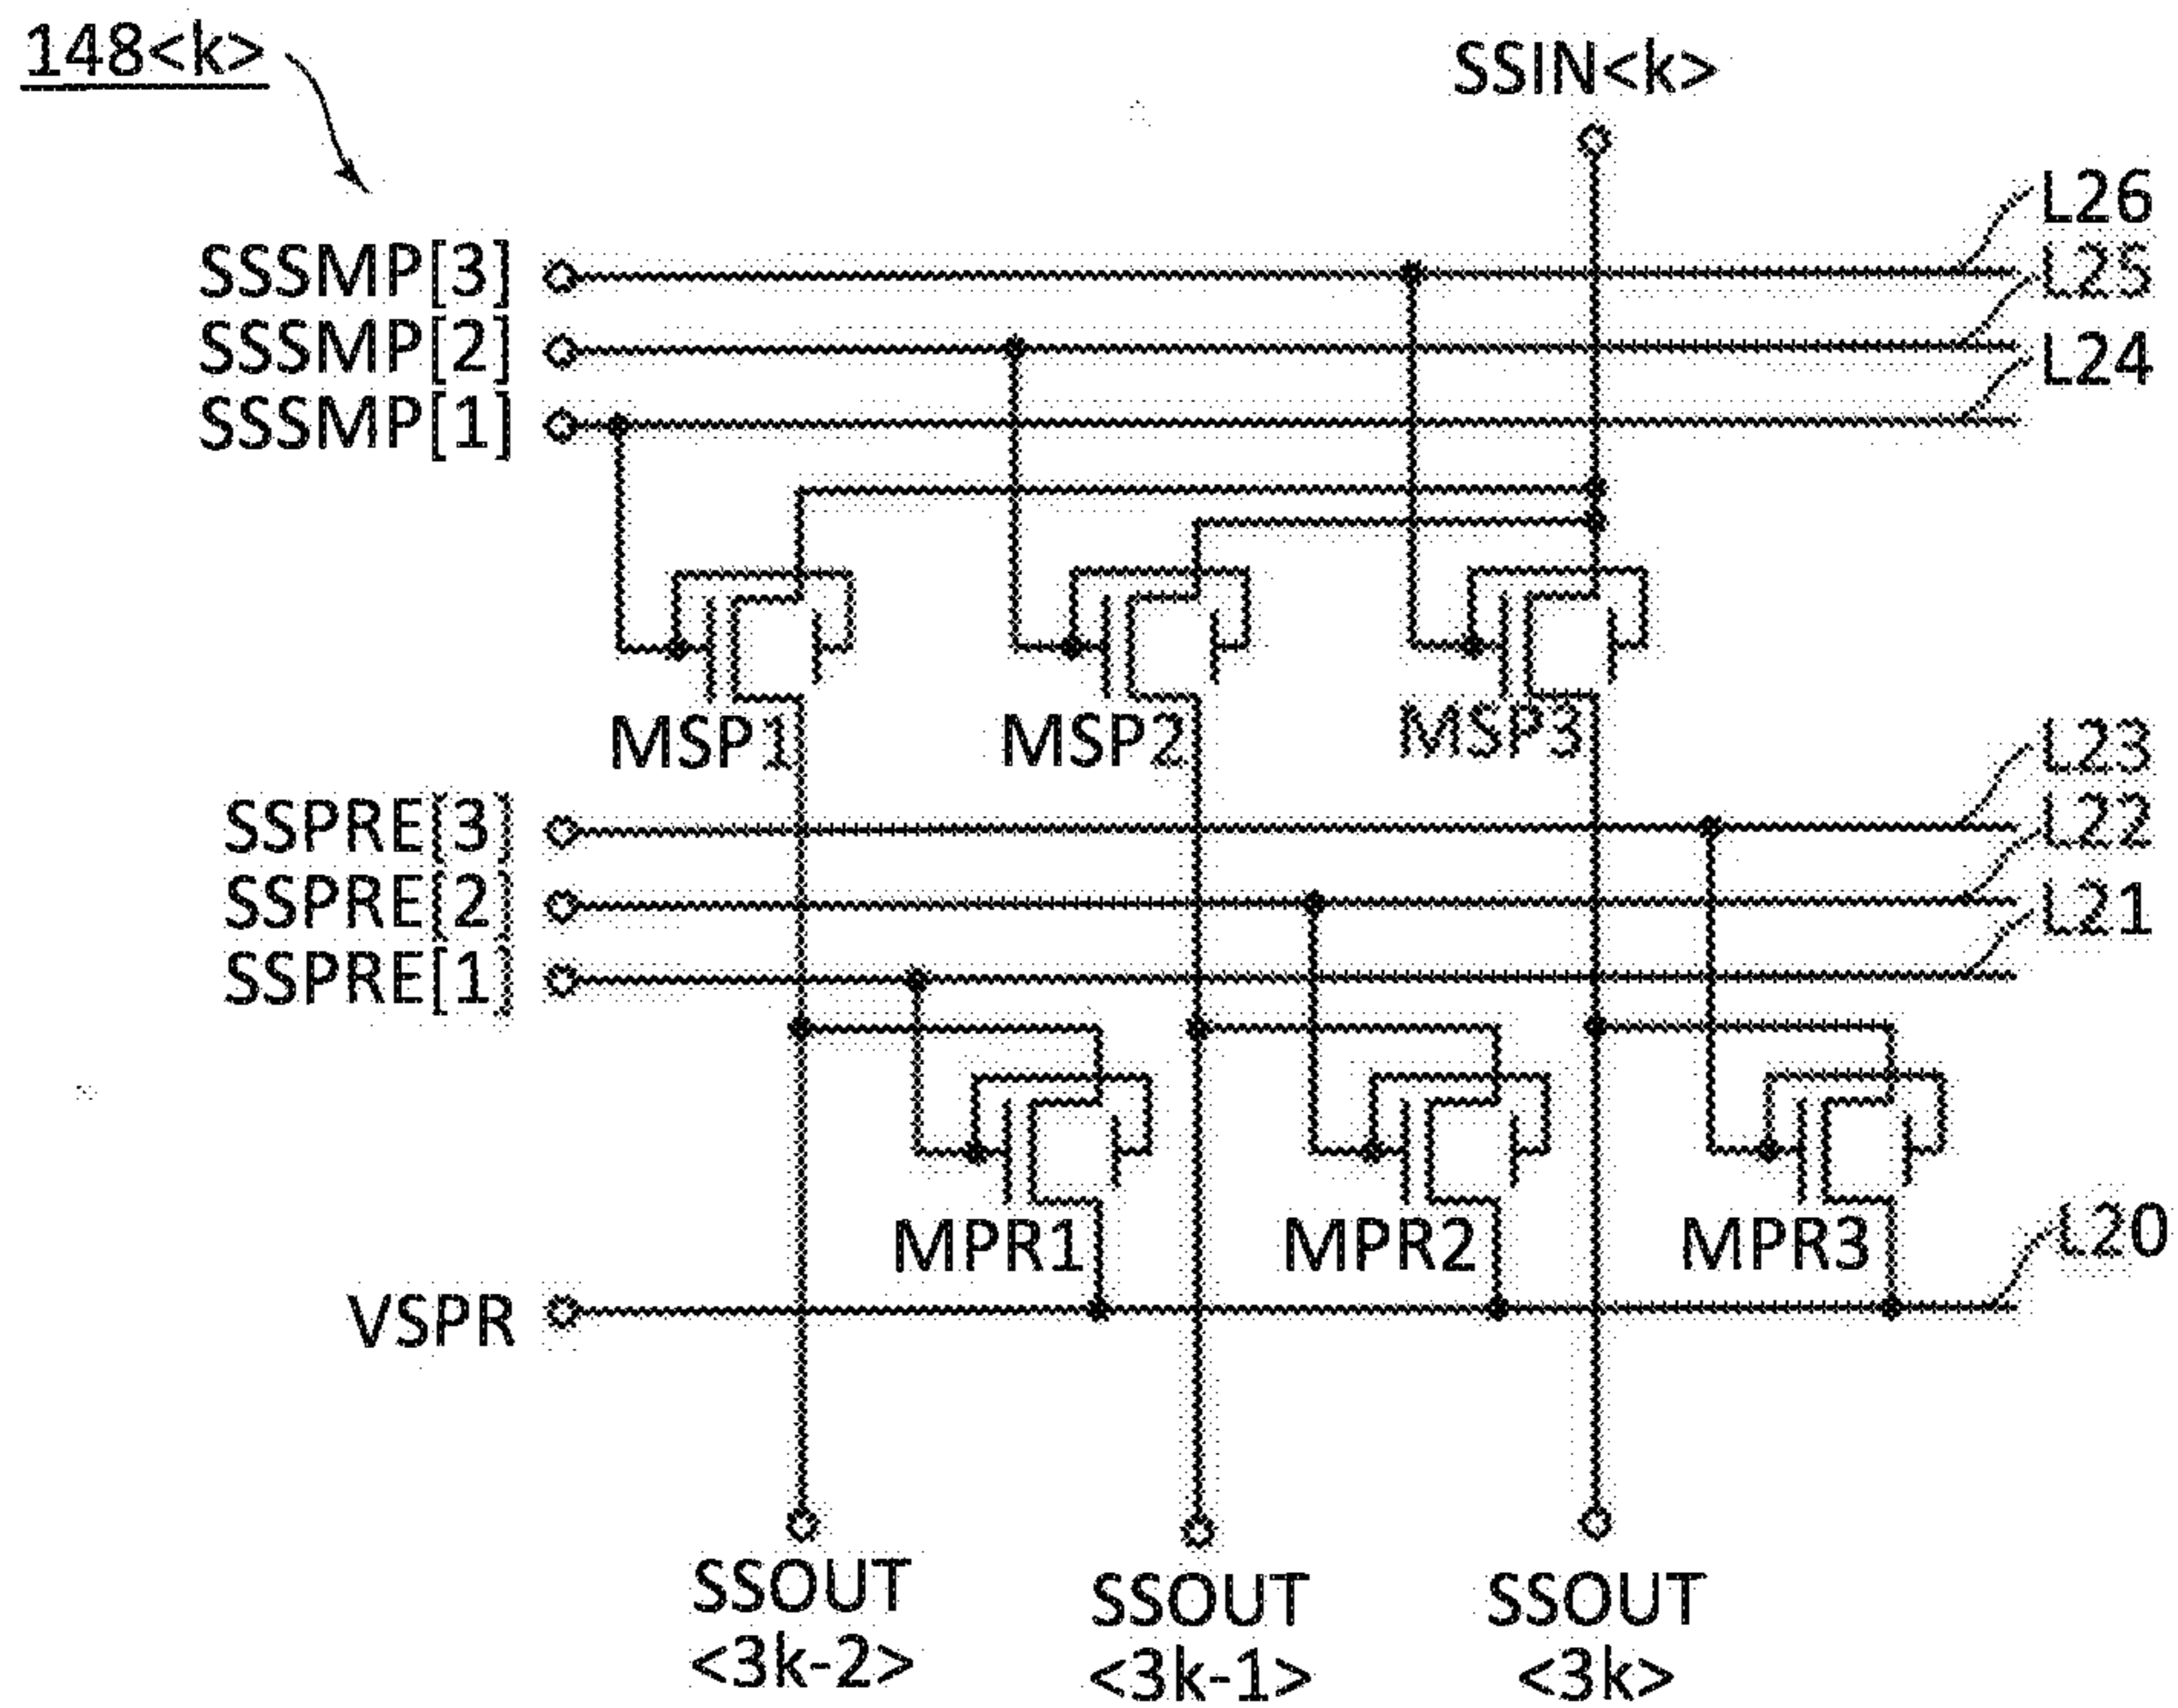 148<k>
SSIN<k>
L26
SSSMP[3]
L25
SSSMP[2]
L24
SSSMP[1]
MSP1
MSP2
MSP3
L23
SSPRE[3]
L22
SSPRE[2]
L21
SSPRE[1]
MPR1
MPR2
MPR3
L20
VSPR
SSOUT
<3k-2>
SSOUT
<3k-1>
SSOUT
<3k>